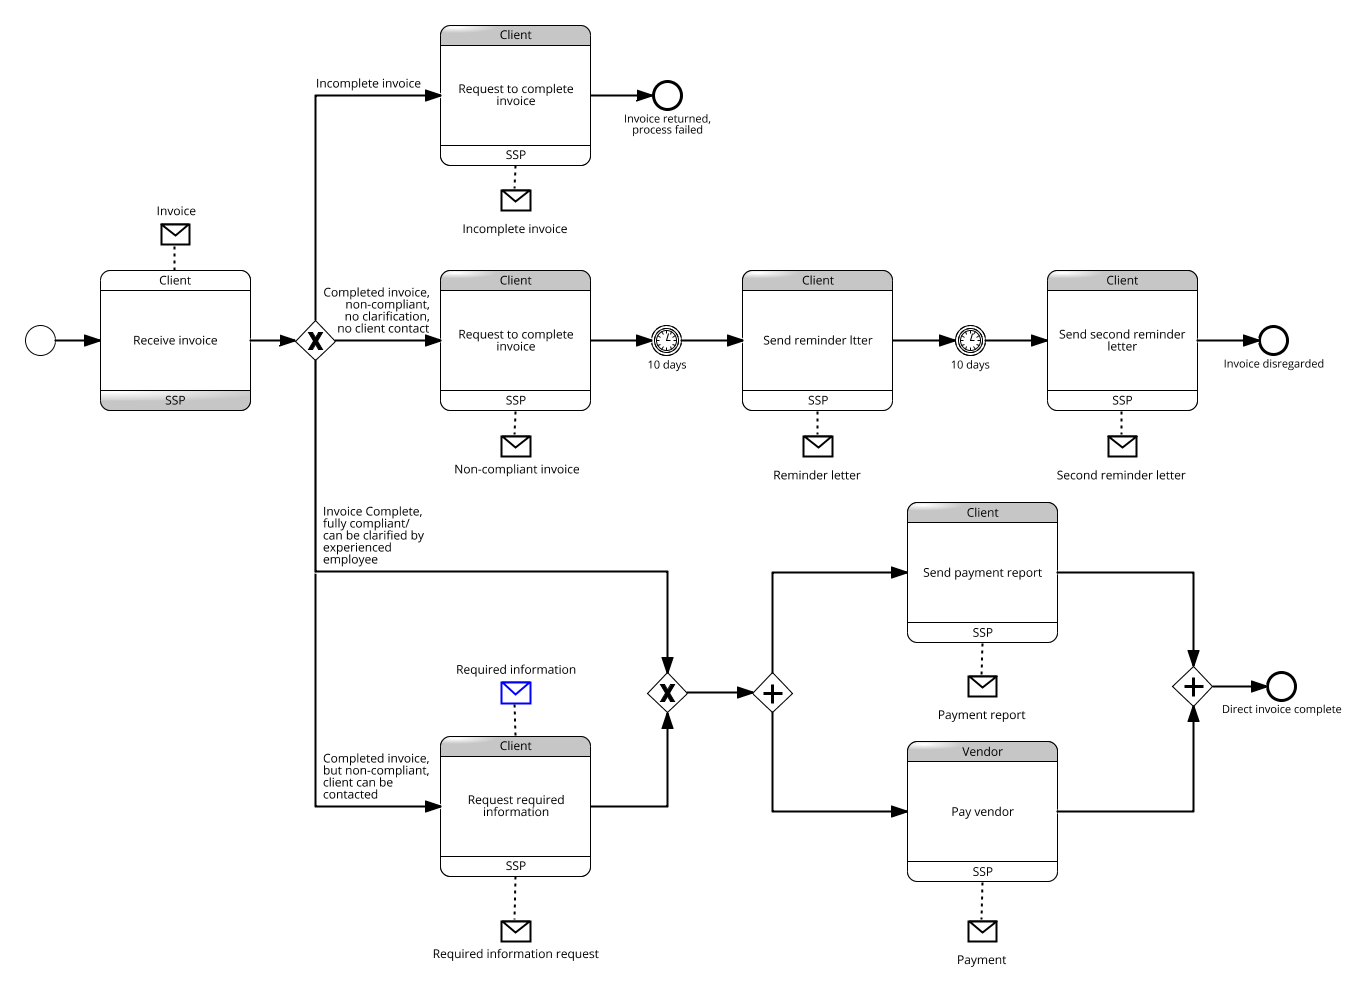 Client
Request to complete
invoice
SSP
Incomplete invoice
Incomplete invoice
Invoice returned,
process failed
Invoice
Client
Receive invoice
SSP
Completed invoice,
non-compliant,
no clarification,
no client contact
Client
Request to complete
invoice
SSP
Non-compliant invoice
10 days
Client
Send reminder ltter
SSP
Reminder letter
10 days
Client
Send second reminder
letter
SSP
Second reminder letter
Invoice disregarded
Invoice Complete,
fully compliant/
can be clarified by
experienced
employee
Completed invoice,
but non-compliant,
client can be
contacted
Required information
Client
Request required
information
SSP
Required information request
Client
Send payment report
SSP
Payment report
Vendor
Pay vendor
SSP
Payment
Direct invoice complete